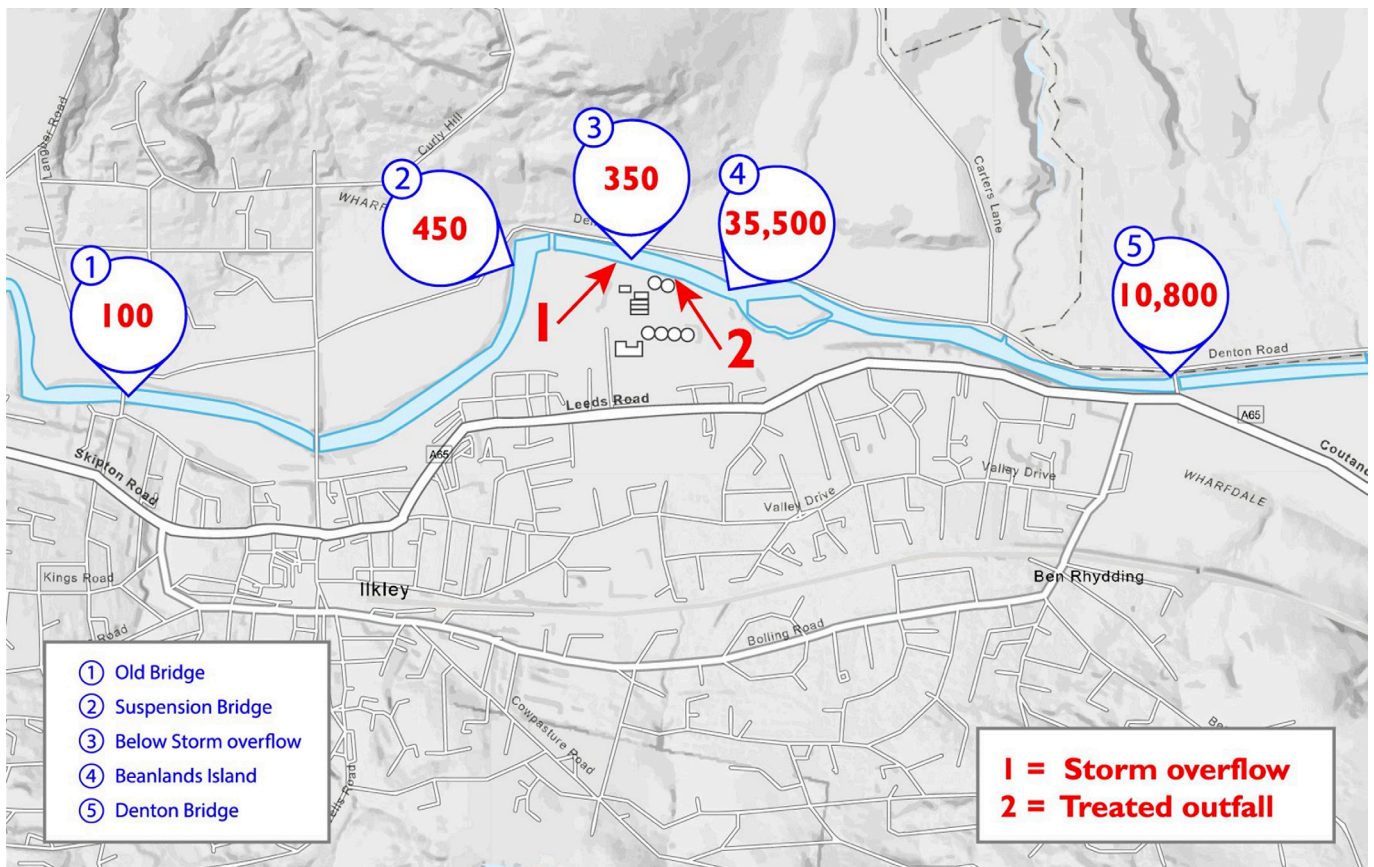 Langbar Road
Curly Hill
Carters Lane
3
350
2
450
4
35,500
1
100
5
10,800
1
2
Denton Road
Leeds Road
A65
A65
Skipton Road
Valley Drive
Valley Drive
WHARFDALE
Kings Road
Ilkley
Ben Rhydding
Bolling Road
Cowpasture Road
Road
1 Old Bridge
2 Suspension Bridge
3 Below Storm overflow
4 Beanlands Island
5 Denton Bridge
1 = Storm overflow
2 = Treated outfall